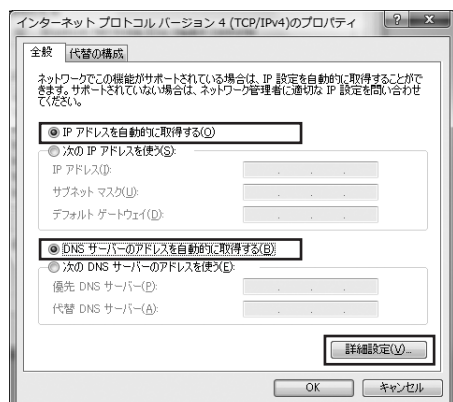 インターネット プロトコル バージョン 4 (TCP/IPv4)のプロパティ
全般
代替の構成
ネットワークでこの機能がサポートされている場合は、IP 設定を自動的に取得することがで
きます。サポートされていない場合は、ネットワーク管理者に適切な IP 設定を問い合わせ
てください。
IP アドレスを自動的に取得する(O)
次の IP アドレスを使う(S):
IP アドレス(I):
サブネット マスク(U):
デフォルト ゲートウェイ(D):
DNS サーバーのアドレスを自動的に取得する(B)
次の DNS サーバーのアドレスを使う(E):
優先 DNS サーバー(P):
代替 DNS サーバー(A):
詳細設定(V)...
OK
キャンセル